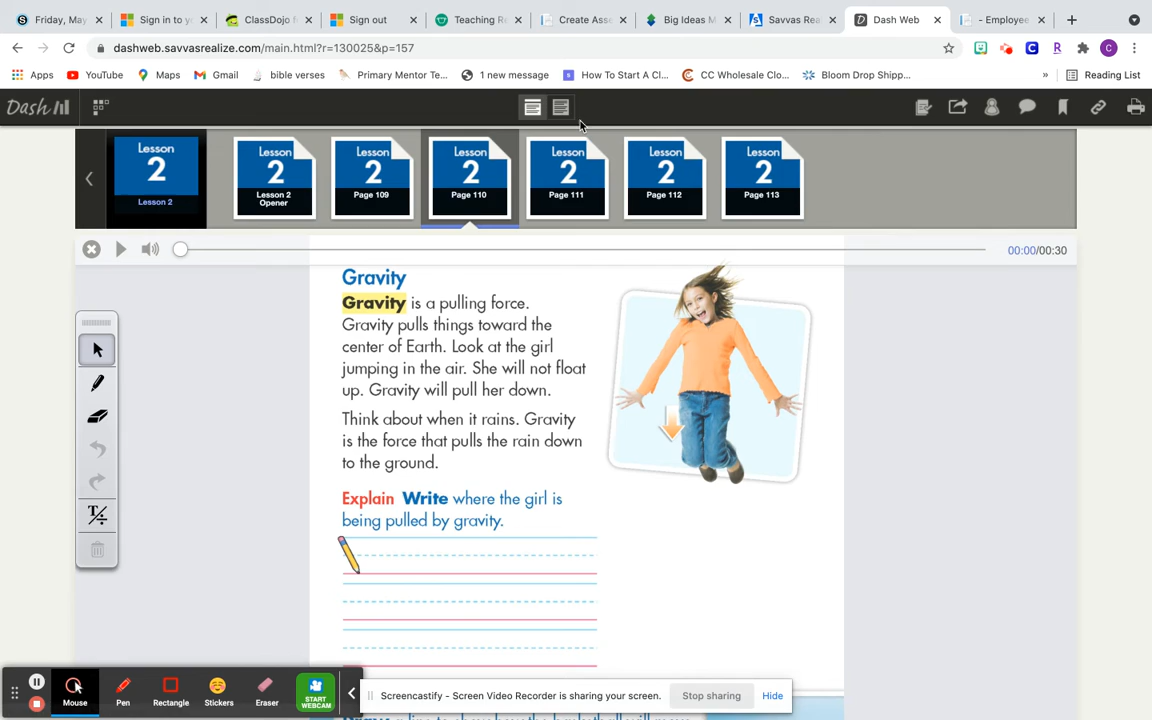 Friday, May
Sign in to yo
ClassDojo f
Sign out
Teaching Re
Create Asse
Big Ideas M
Savvas Rea
Dash Web
- Employee
dashweb.savvasrealize.com/main.html?r=130025&p=157
Apps
YouTube
Maps
Gmail
bible verses
Primary Mentor Te...
1 new message
How To Start A Cl...
CC Wholesale Clo...
Bloom Drop Shipp...
»
Reading List
Dash
Lesson
2
Lesson 2
Lesson
2
Lesson 2
Opener
Lesson
2
Page 109
Lesson
2
Page 110
Lesson
2
Page 111
Lesson
2
Page 112
Lesson
2
Page 113
00:00/00:30
Gravity
Gravity is a pulling force.
Gravity pulls things toward the
center of Earth. Look at the girl
jumping in the air. She will not float
up. Gravity will pull her down.
Think about when it rains. Gravity
is the force that pulls the rain down
to the ground.
Explain Write where the girl is
being pulled by gravity.
Mouse
Pen
Rectangle
Stickers
Eraser
START
WEBCAM
Screencastify - Screen Video Recorder is sharing your screen.
Stop sharing
Hide